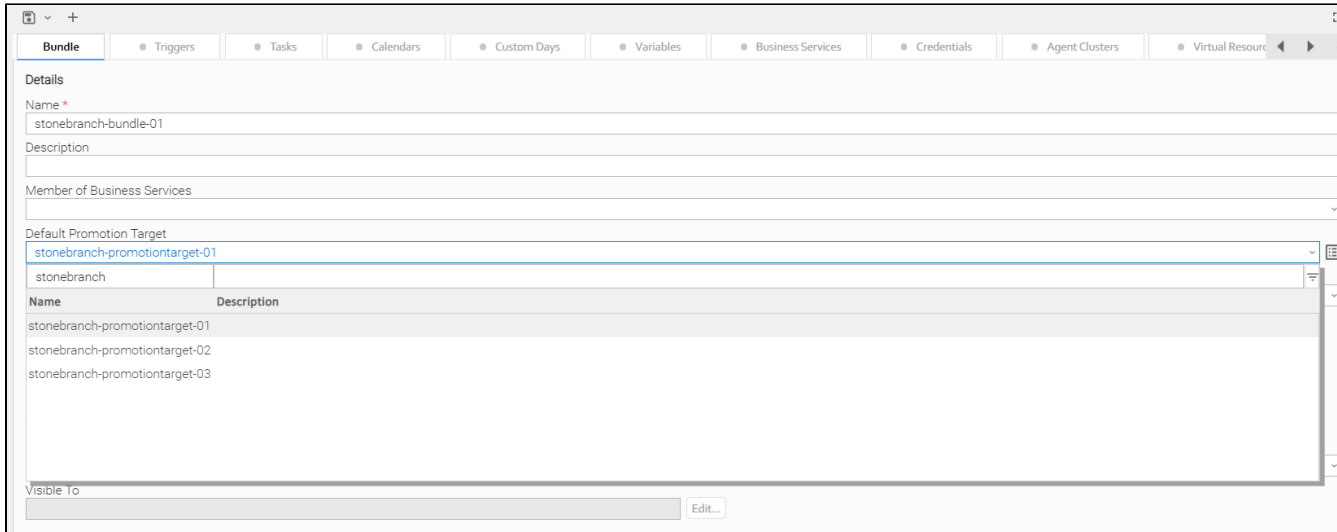 Bundle Triggers Tasks Calendars Custom Days Variables Business Services Credentials Agent Clusters Virtual Resourc
Details
Name *
stonebranch-bundle-01
Description
Member of Business Services
Default Promotion Target
stonebranch-promotiontarget-01
stonebranch
Name Description
stonebranch-promotiontarget-01
stonebranch-promotiontarget-02
stonebranch-promotiontarget-03
Visible To
Edit...